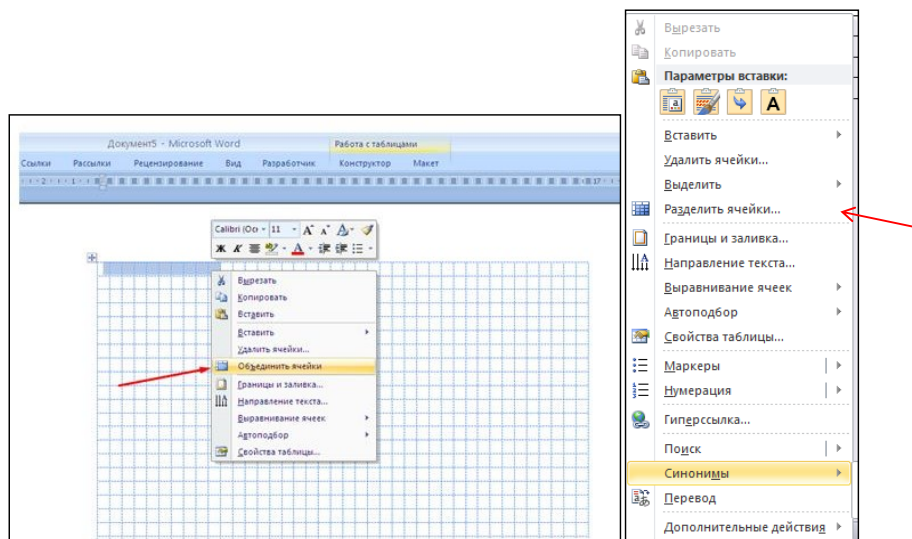 Документ5 - Microsoft Word
Работа с таблицами
Ссылки Рассылки Рецензирование Вид Разработчик Конструктор Макет
2 1 17
Calibri (Ос 11 А А А
Ж К А
Вырезать
Копировать
Вставить
Вставить
Удалить ячейки...
Объединить ячейки
Границы и заливка...
Направление текста...
Выравнивание ячеек
Автоподбор
Свойства таблицы...
Вырезать
Копировать
Параметры вставки:
a A
Вставить
Удалить ячейки...
Выделить
Разделить ячейки...
Границы и заливка...
Направление текста...
Выравнивание ячеек
Автоподбор
Свойства таблицы...
Маркеры
Нумерация
Гиперссылка...
Поиск
Синонимы
Перевод
Дополнительные действия